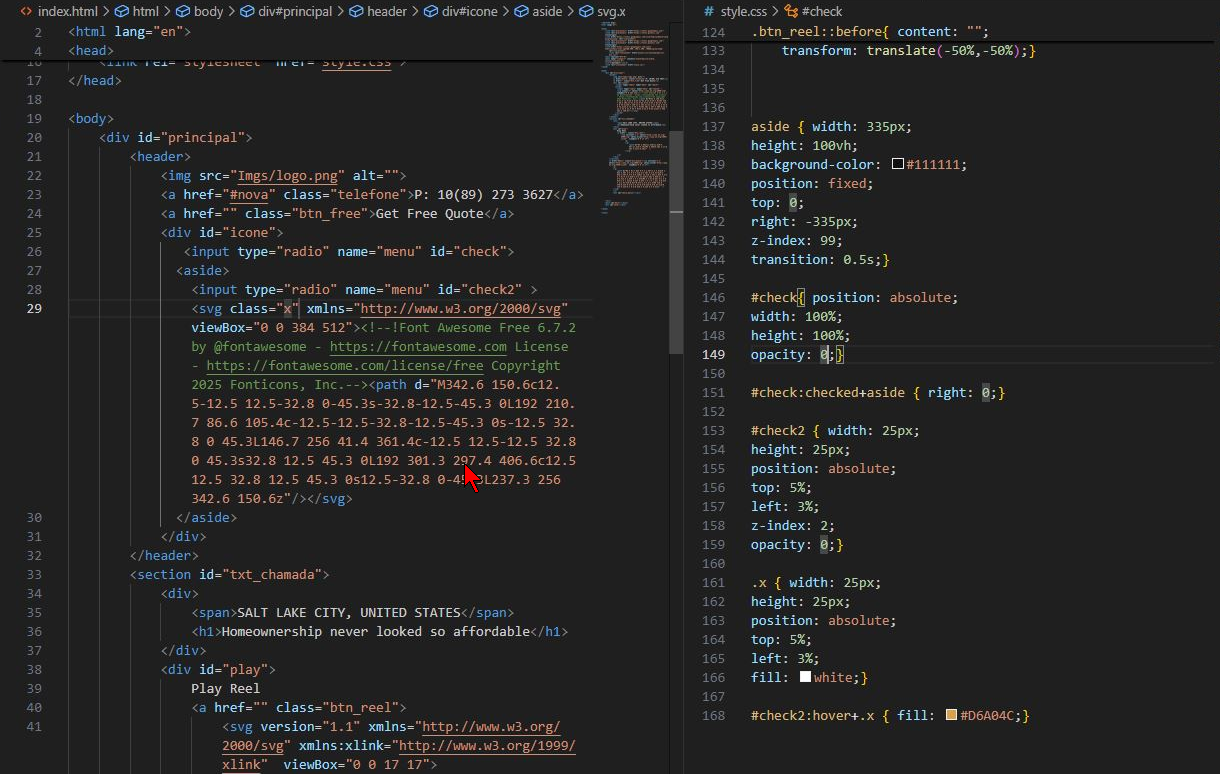 index.html > html > body > div#principal > header > div#icone > aside > svg.x
2 <html lang="en">
4 <head>
16 <link rel="stylesheet" href="style.css">
17 </head>
18
19 <body>
20 <div id="principal">
21 <header>
22 <img src="Imgs/logo.png" alt="">
23 <a href="#nova" class="telefone">P: 10(89) 273 3627</a>
24 <a href="" class="btn_free">Get Free Quote</a>
25 <div id="icone">
26 <input type="radio" name="menu" id="check">
27 <aside>
28 <input type="radio" name="menu" id="check2" >
29 <svg class="x" xmlns="http://www.w3.org/2000/svg"
viewBox="0 0 384 512"><!--!Font Awesome Free 6.7.2
by @fontawesome - https://fontawesome.com License
- https://fontawesome.com/license/free Copyright
2025 Fonticons, Inc.--><path d="M342.6 150.6c12.
5-12.5 12.5-32.8 0-45.3s-32.8-12.5-45.3 0L192 210.
7 86.6 105.4c-12.5-12.5-32.8-12.5-45.3 0s-12.5 32.
8 0 45.3L146.7 256 41.4 361.4c-12.5 12.5-12.5 32.8
0 45.3s32.8 12.5 45.3 0L192 301.3 297.4 406.6c12.5
12.5 32.8 12.5 45.3 0s12.5-32.8 0-45.3L237.3 256
342.6 150.6z"/></svg>
30 </aside>
31 </div>
32 </header>
33 <section id="txt_chamada">
34 <div>
35 <span>SALT LAKE CITY, UNITED STATES</span>
36 <h1>Homeownership never looked so affordable</h1>
37 </div>
38 <div id="play">
39 Play Reel
40 <a href="" class="btn_reel">
41 <svg version="1.1" xmlns="http://www.w3.org/
2000/svg" xmlns:xlink="http://www.w3.org/1999/
xlink" viewBox="0 0 17 17">
# style.css > #check
124 .btn_reel::before{ content: "";
133 transform: translate(-50%,-50%);}
134
135
136
137 aside { width: 335px;
138 height: 100vh;
139 background-color: #111111;
140 position: fixed;
141 top: 0;
142 right: -335px;
143 z-index: 99;
144 transition: 0.5s;}
145
146 #check{ position: absolute;
147 width: 100%;
148 height: 100%;
149 opacity: 0;}
150
151 #check:checked+aside { right: 0;}
152
153 #check2 { width: 25px;
154 height: 25px;
155 position: absolute;
156 top: 5%;
157 left: 3%;
158 z-index: 2;
159 opacity: 0;}
160
161 .x { width: 25px;
162 height: 25px;
163 position: absolute;
164 top: 5%;
165 left: 3%;
166 fill: white;}
167
168 #check2:hover+.x { fill: #D6A04C;}